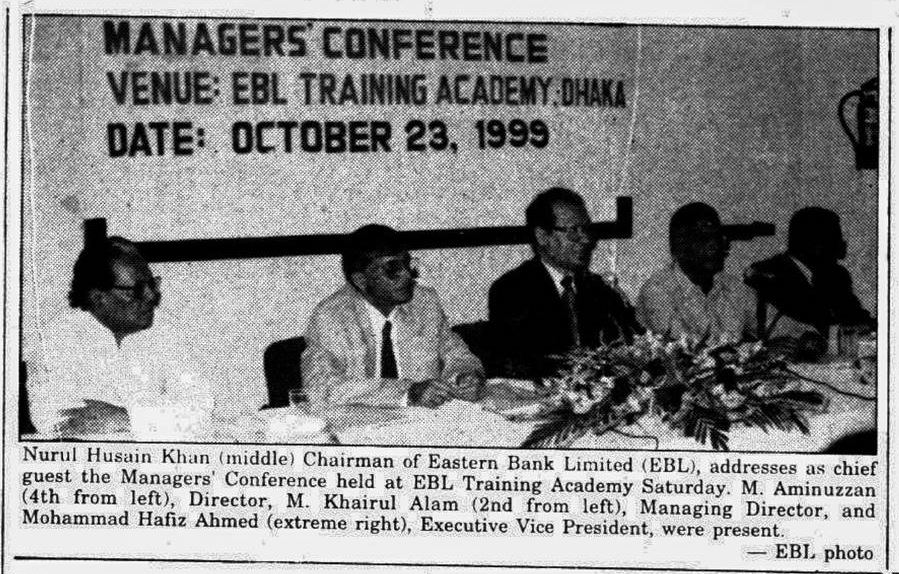 MANAGERS' CONFERENCE
VENUE: EBL TRAINING ACADEMY: DHAKA
DATE: OCTOBER 23, 1999
Nurul Husain Khan (middle) Chairman of Eastern Bank Limited (EBL), addresses as chief
guest the Managers' Conference held at EBL Training Academy Saturday. M. Aminuzzan
(4th from left), Director, M. Khairul Alam (2nd from left), Managing Director, and
Mohammad Hafiz Ahmed (extreme right), Executive Vice President, were present.
— EBL photo